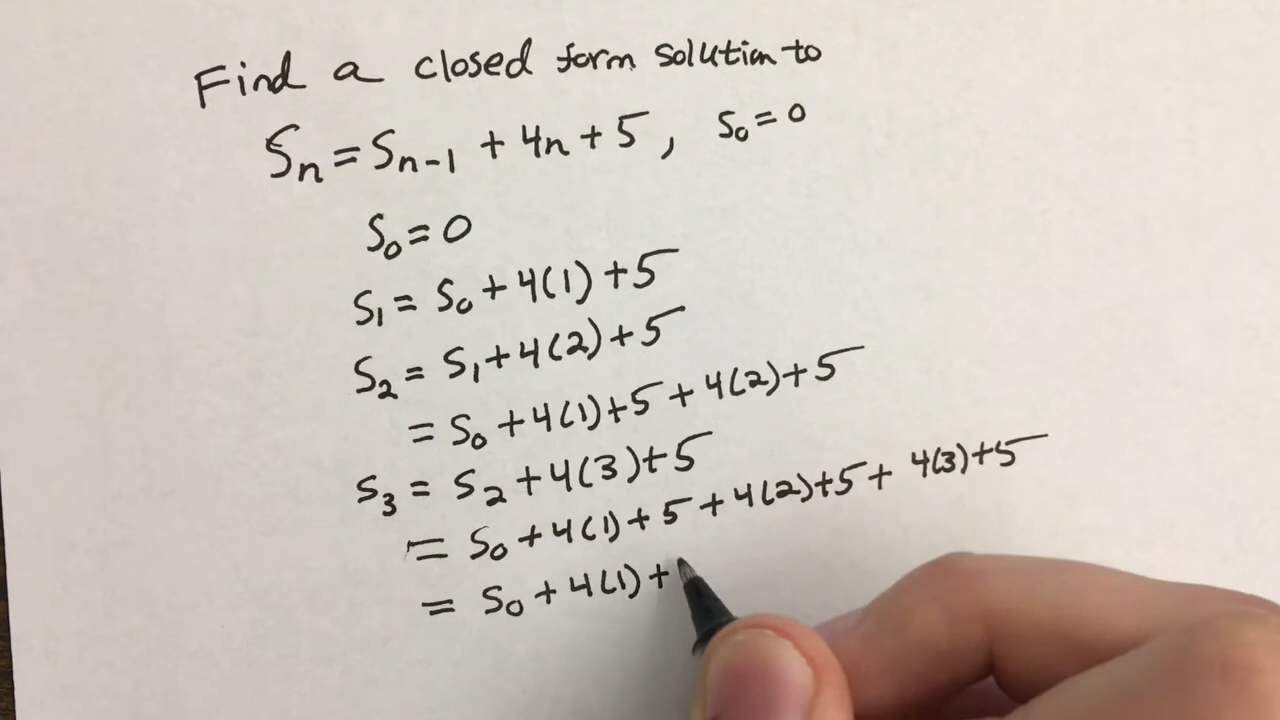 Find a closed form solution to
Sₙ = Sₙ₋₁ + 4n + 5, S₀ = 0
S₀ = 0
S₁ = S₀ + 4(1) + 5
S₂ = S₁ + 4(2) + 5
= S₀ + 4(1) + 5 + 4(2) + 5
S₃ = S₂ + 4(3) + 5
= S₀ + 4(1) + 5 + 4(2) + 5 + 4(3) + 5
= S₀ + 4(1) +